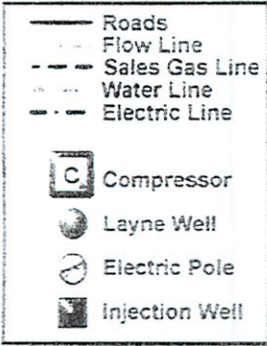 Roads
Flow Line
Sales Gas Line
Water Line
Electric Line
C Compressor
Layne Well
Electric Pole
Injection Well